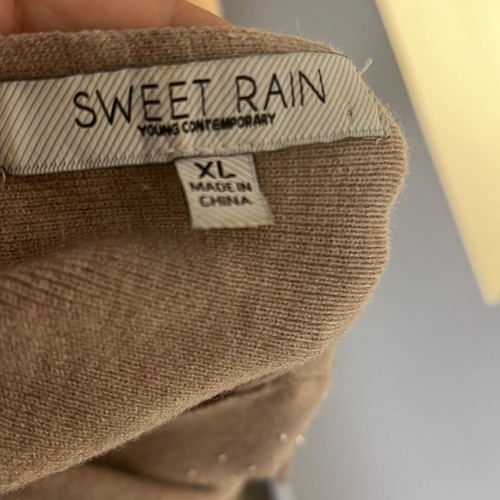 SWEET RAIN
YOUNG CONTEMPORARY
XL
MADE IN
CHINA